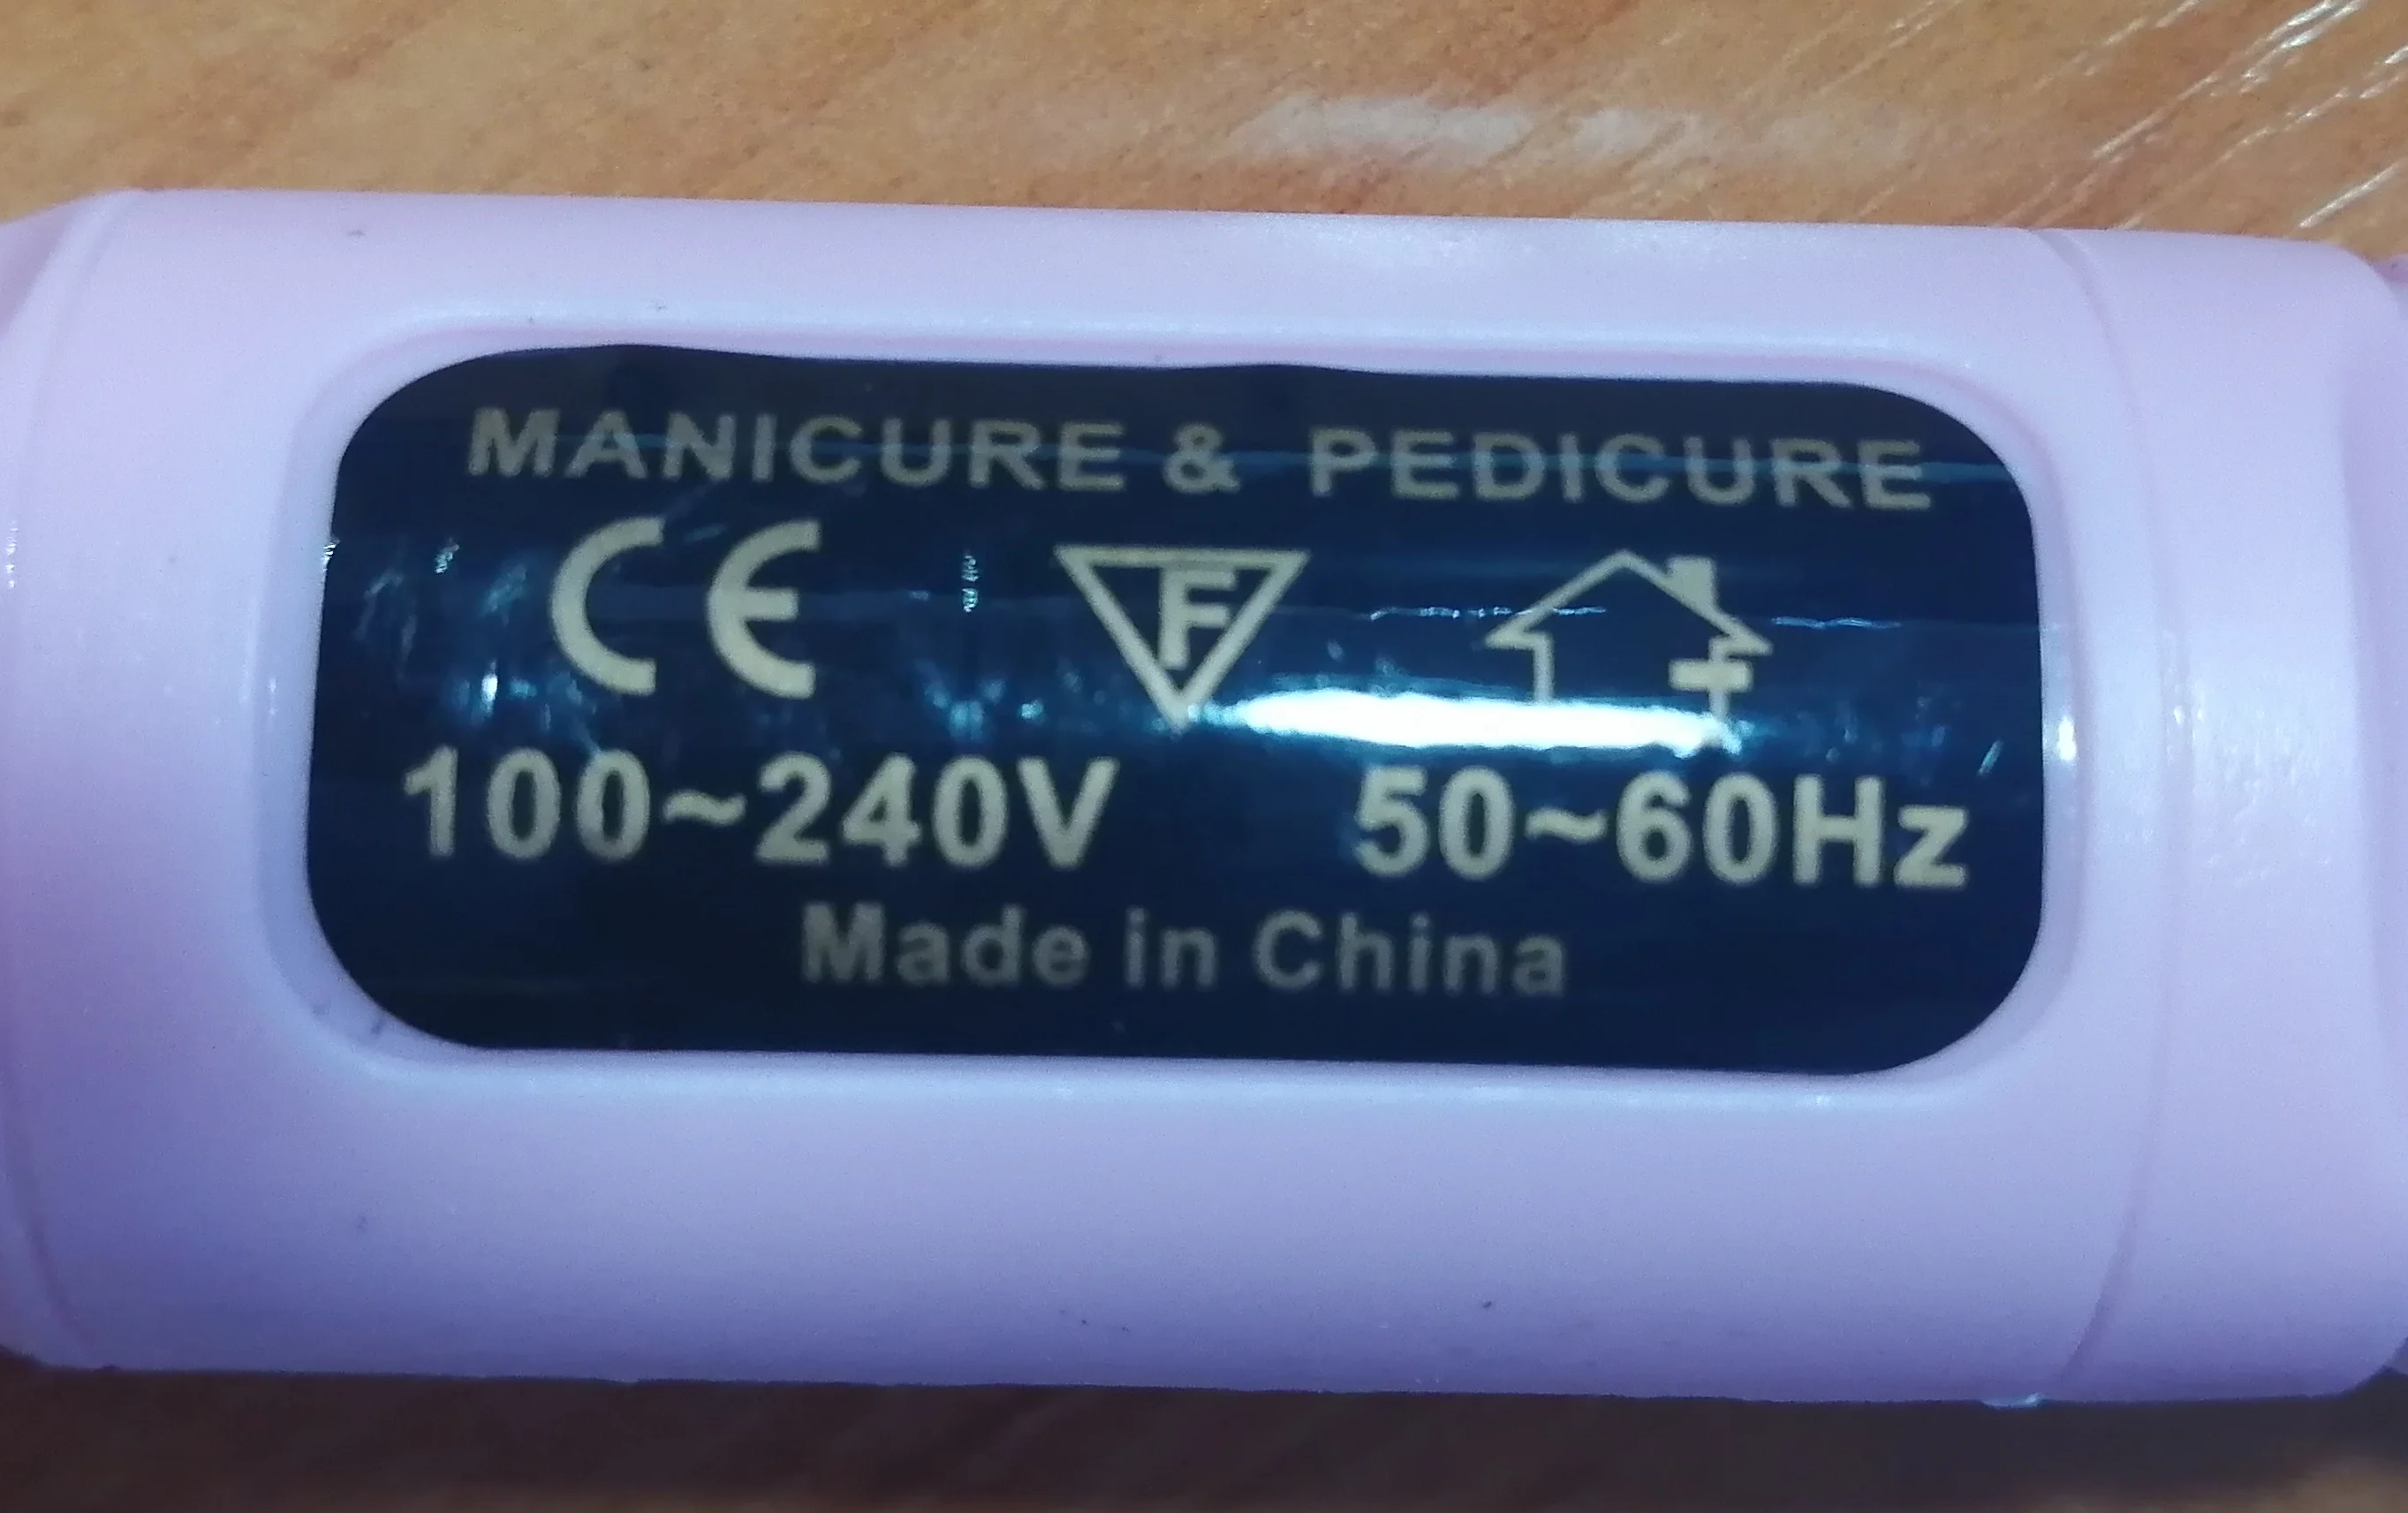 MANICURE & PEDICURE
CE F
100~240V 50~60Hz
Made in China